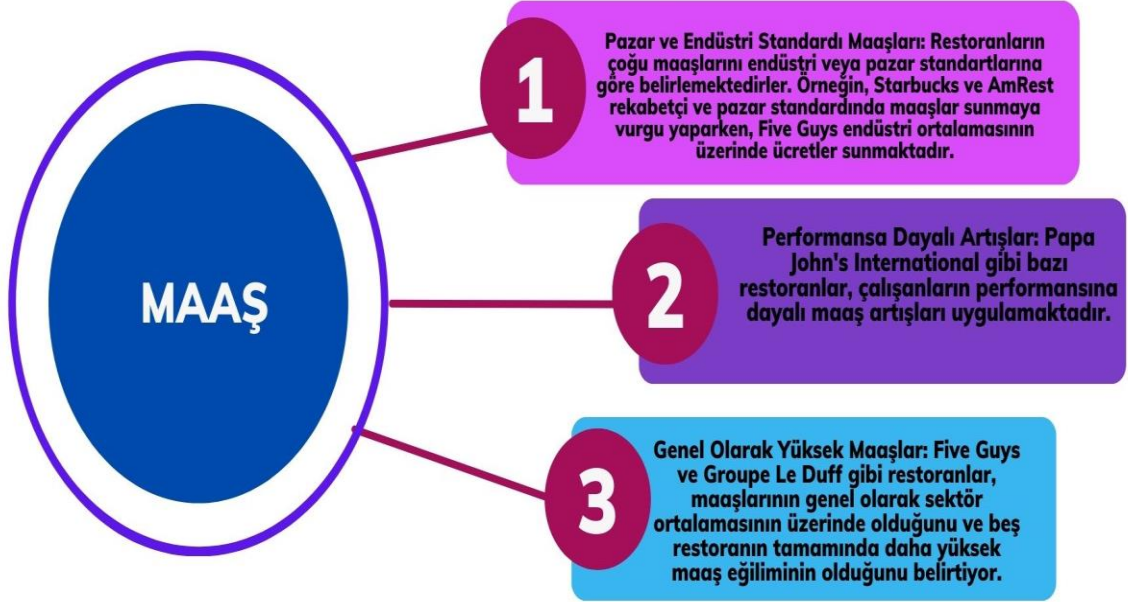 MAAŞ
1
Pazar ve Endüstri Standardı Maaşları: Restoranların
çoğu maaşlarını endüstri veya pazar standartlarına
göre belirlemektedirler. Örneğin, Starbucks ve AmRest
rekabetçi ve pazar standardında maaşlar sunmaya
vurgu yaparken, Five Guys endüstri ortalamasının
üzerinde ücretler sunmaktadır.
2
Performansa Dayalı Artışlar: Papa
John's International gibi bazı
restoranlar, çalışanların performansına
dayalı maaş artışları uygulamaktadır.
3
Genel Olarak Yüksek Maaşlar: Five Guys
ve Groupe Le Duff gibi restoranlar,
maaşlarının genel olarak sektör
ortalamasının üzerinde olduğunu ve beş
restoranın tamamında daha yüksek
maaş eğiliminin olduğunu belirtiyor.